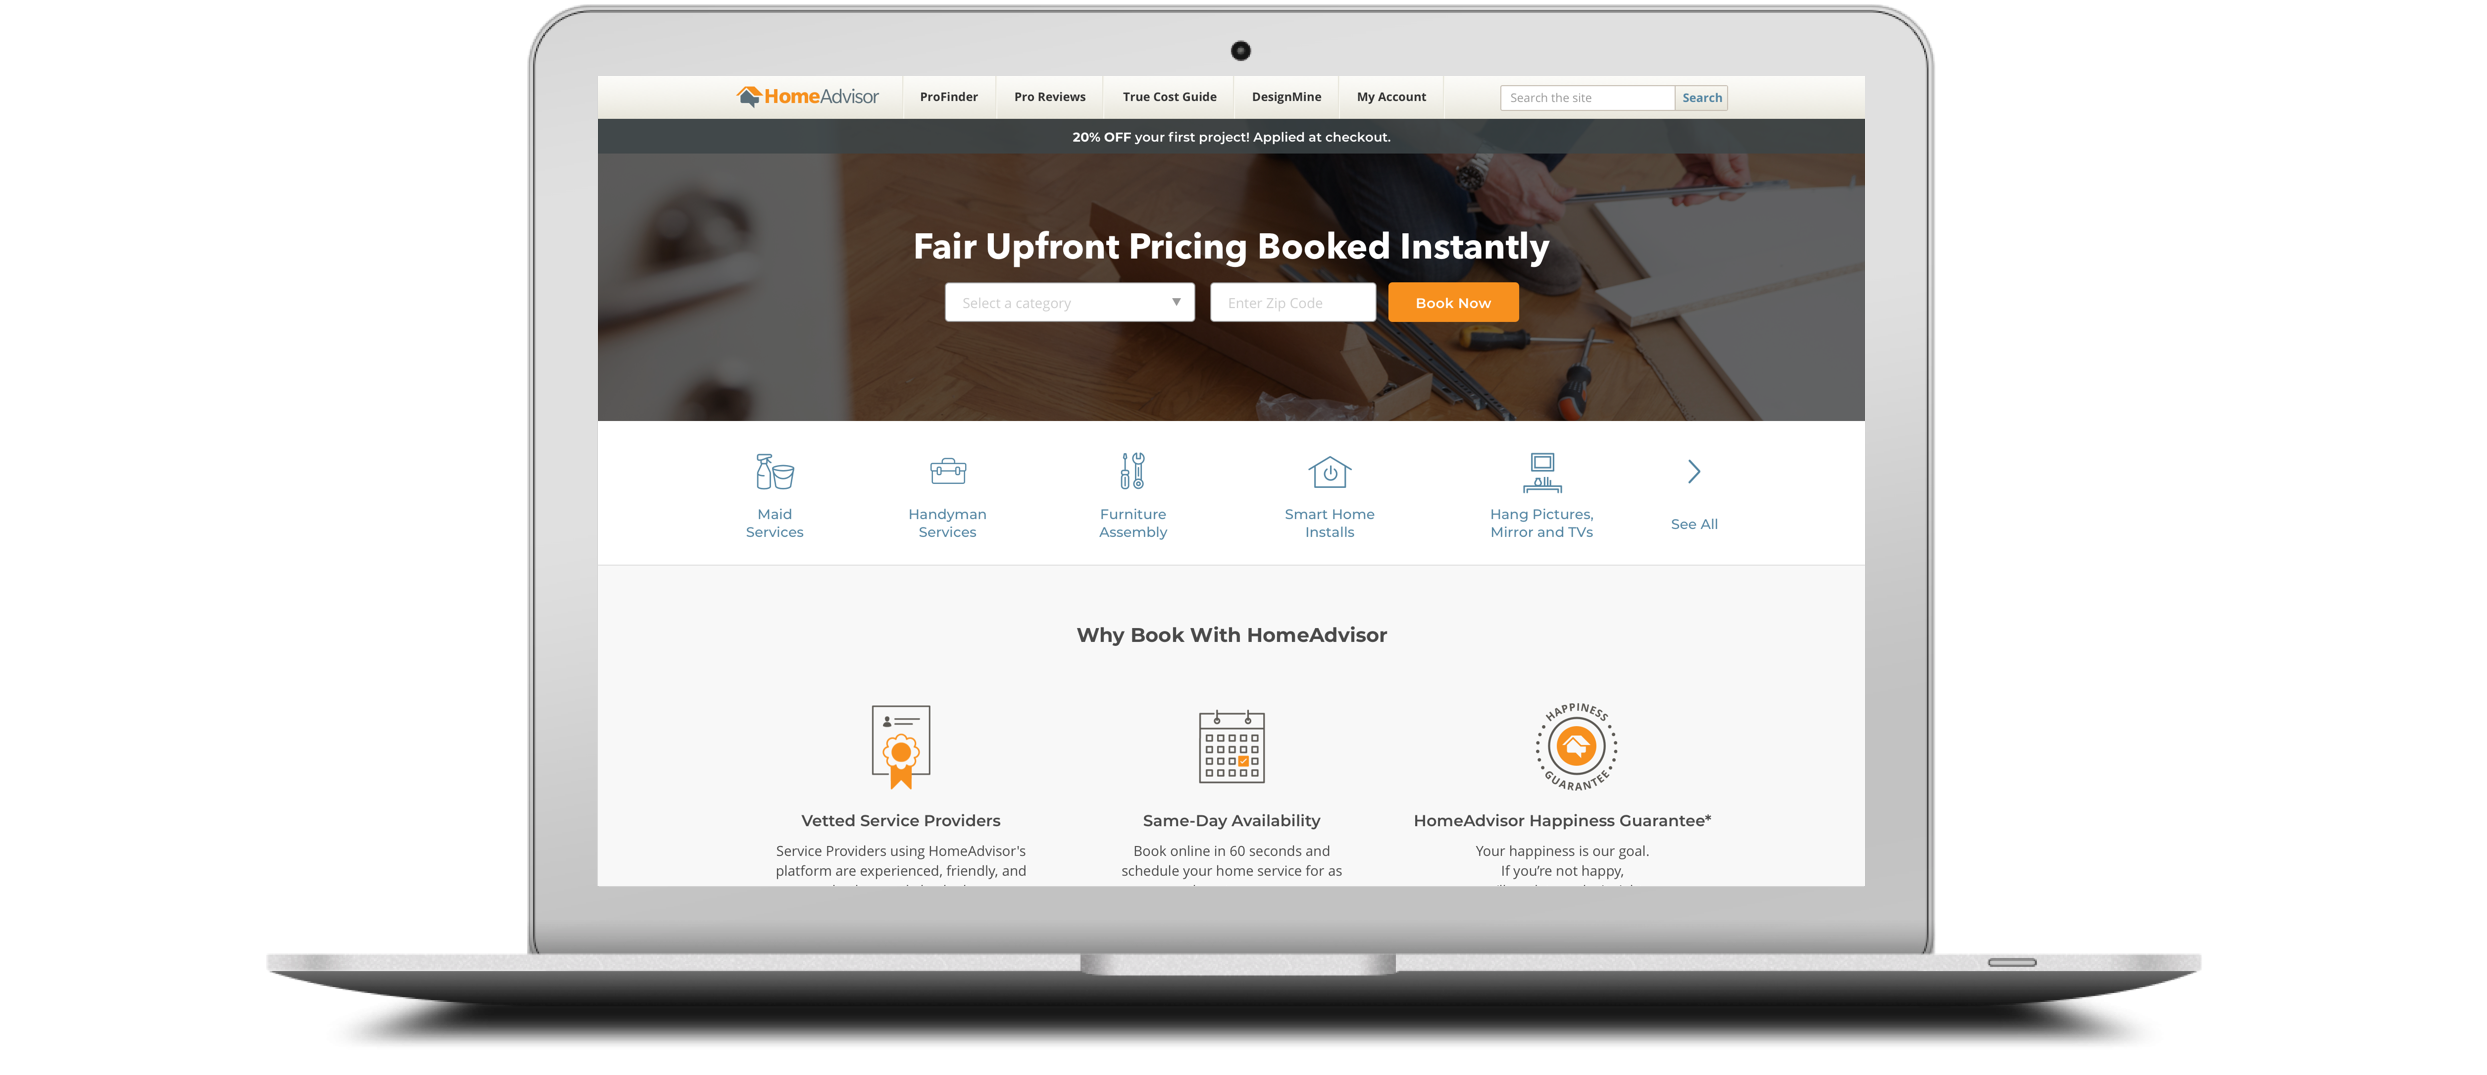 HomeAdvisor
ProFinder
Pro Reviews
True Cost Guide
DesignMine
My Account
Search the site
Search
20% OFF your first project! Applied at checkout.
Fair Upfront Pricing Booked Instantly
Select a category
Enter Zip Code
Book Now
Maid
Services
Handyman
Services
Furniture
Assembly
Smart Home
Installs
Hang Pictures,
Mirror and TVs
See All
Why Book With HomeAdvisor
HAPPINESS
GUARANTEE
Vetted Service Providers
Service Providers using HomeAdvisor's
platform are experienced, friendly, and
Same-Day Availability
Book online in 60 seconds and
schedule your home service for as
HomeAdvisor Happiness Guarantee*
Your happiness is our goal.
If you’re not happy,